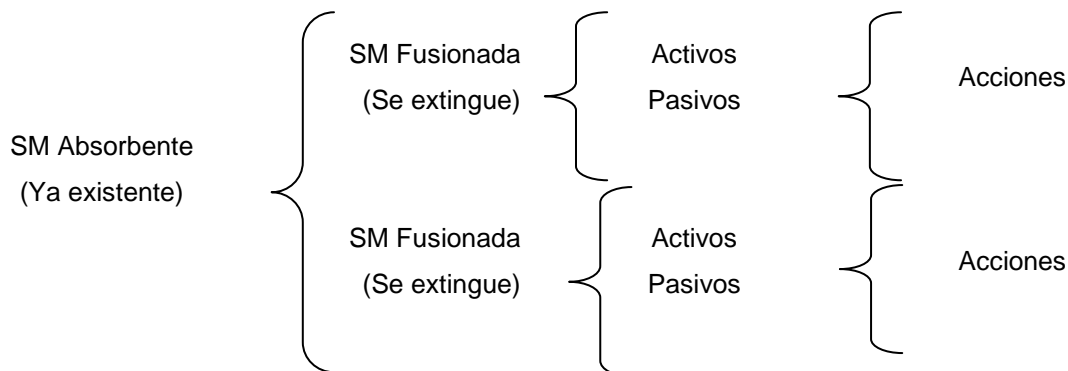 SM Absorbente
(Ya existente)
SM Fusionada
(Se extingue)
Activos
Pasivos
Acciones
SM Fusionada
(Se extingue)
Activos
Pasivos
Acciones